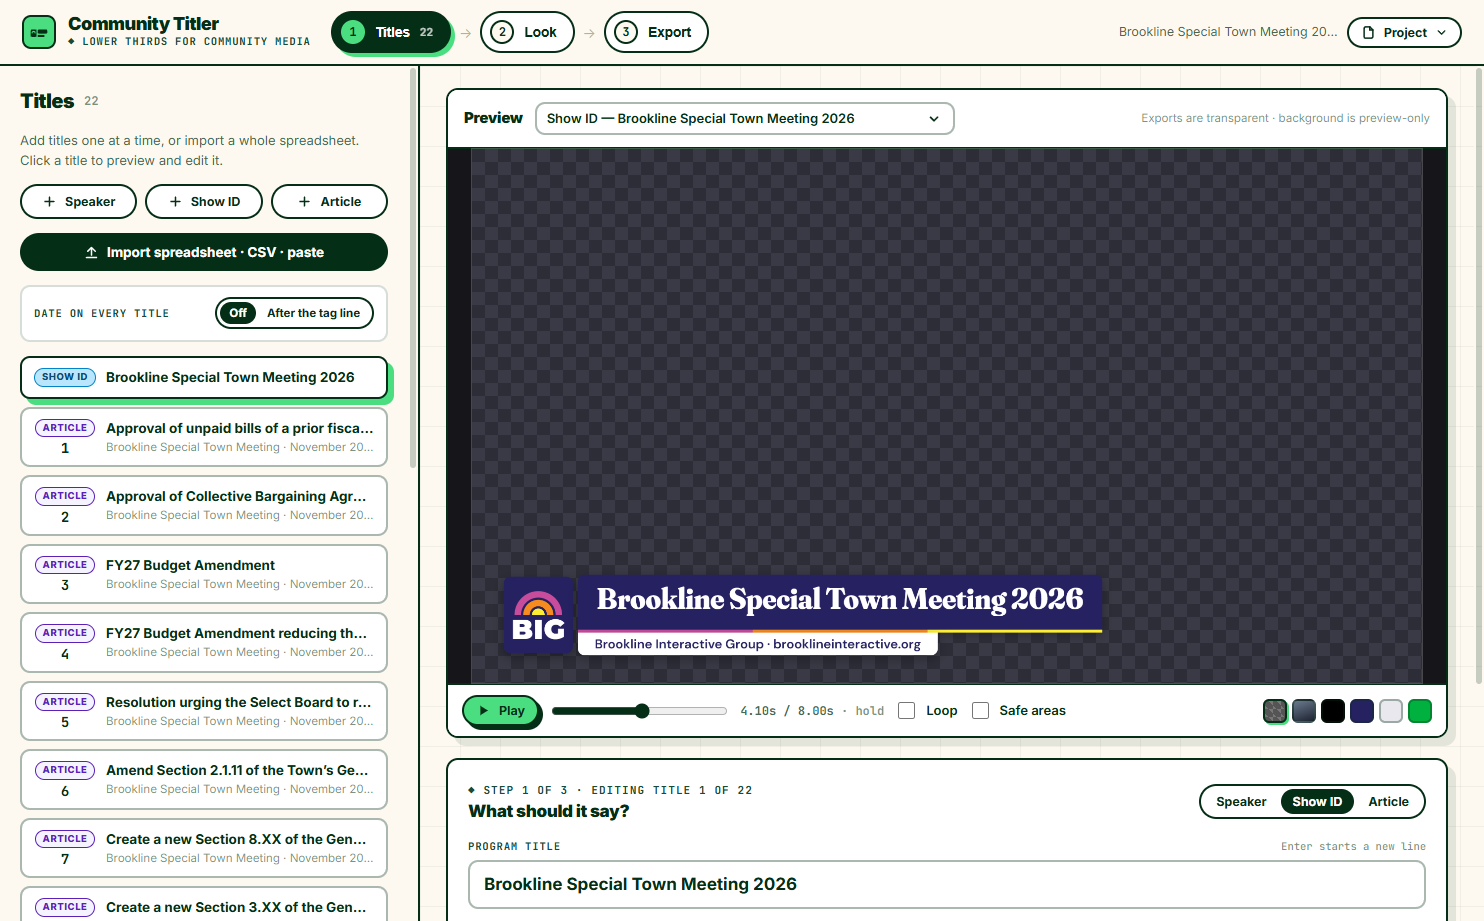 Community Titler
◆ LOWER THIRDS FOR COMMUNITY MEDIA
1 Titles 22
→
2 Look
→
3 Export
Brookline Special Town Meeting 20...
Project
Titles 22
Add titles one at a time, or import a whole spreadsheet.
Click a title to preview and edit it.
+ Speaker
+ Show ID
+ Article
Import spreadsheet · CSV · paste
DATE ON EVERY TITLE
Off After the tag line
SHOW ID Brookline Special Town Meeting 2026
ARTICLE Approval of unpaid bills of a prior fisca...
1 Brookline Special Town Meeting · November 20...
ARTICLE Approval of Collective Bargaining Agr...
2 Brookline Special Town Meeting · November 20...
ARTICLE FY27 Budget Amendment
3 Brookline Special Town Meeting · November 20...
ARTICLE FY27 Budget Amendment reducing th...
4 Brookline Special Town Meeting · November 20...
ARTICLE Resolution urging the Select Board to r...
5 Brookline Special Town Meeting · November 20...
ARTICLE Amend Section 2.1.11 of the Town's Ge...
6 Brookline Special Town Meeting · November 20...
ARTICLE Create a new Section 8.XX of the Gen...
7 Brookline Special Town Meeting · November 20...
ARTICLE Create a new Section 3.XX of the Gen...
Preview
Show ID — Brookline Special Town Meeting 2026
Exports are transparent · background is preview-only
BIG
Brookline Special Town Meeting 2026
Brookline Interactive Group · brooklineinteractive.org
Play
4.10s / 8.00s · hold
Loop
Safe areas
◆ STEP 1 OF 3 · EDITING TITLE 1 OF 22
What should it say?
Speaker Show ID Article
PROGRAM TITLE
Enter starts a new line
Brookline Special Town Meeting 2026